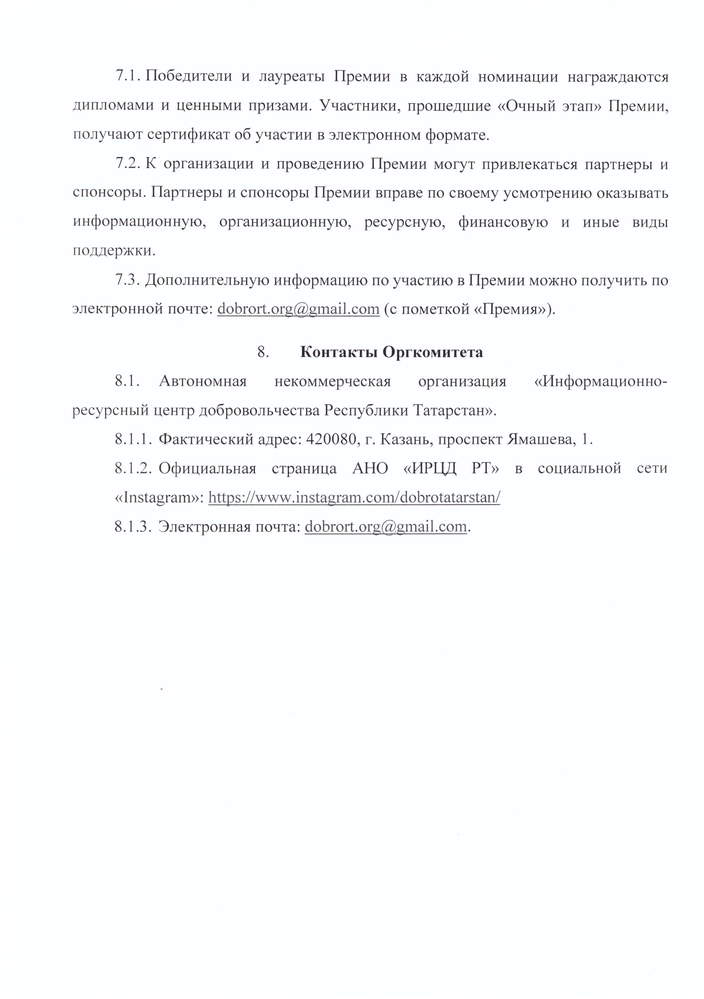 7.1. Победители и лауреаты Премии в каждой номинации награждаются
дипломами и ценными призами. Участники, прошедшие «Очный этап» Премии,
получают сертификат об участии в электронном формате.
7.2. К организации и проведению Премии могут привлекаться партнеры и
спонсоры. Партнеры и спонсоры Премии вправе по своему усмотрению оказывать
информационную, организационную, ресурсную, финансовую и иные виды
поддержки.
7.3. Дополнительную информацию по участию в Премии можно получить по
электронной почте: dobrort.org@gmail.com (с пометкой «Премия»).
8. Контакты Оргкомитета
8.1. Автономная некоммерческая организация «Информационно-
ресурсный центр добровольчества Республики Татарстан».
8.1.1. Фактический адрес: 420080, г. Казань, проспект Ямашева, 1.
8.1.2. Официальная страница АНО «ИРЦД РТ» в социальной сети
«Instagram»: https://www.instagram.com/dobrotatarstan/
8.1.3. Электронная почта: dobrort.org@gmail.com.